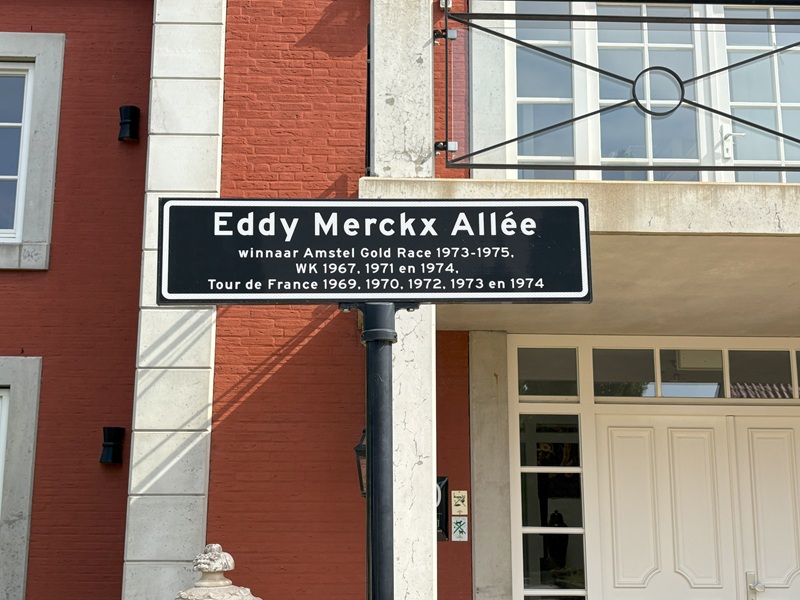 Eddy Merckx Allée
winnaar Amstel Gold Race 1973-1975,
WK 1967, 1971 en 1974,
Tour de France 1969, 1970, 1972, 1973 en 1974